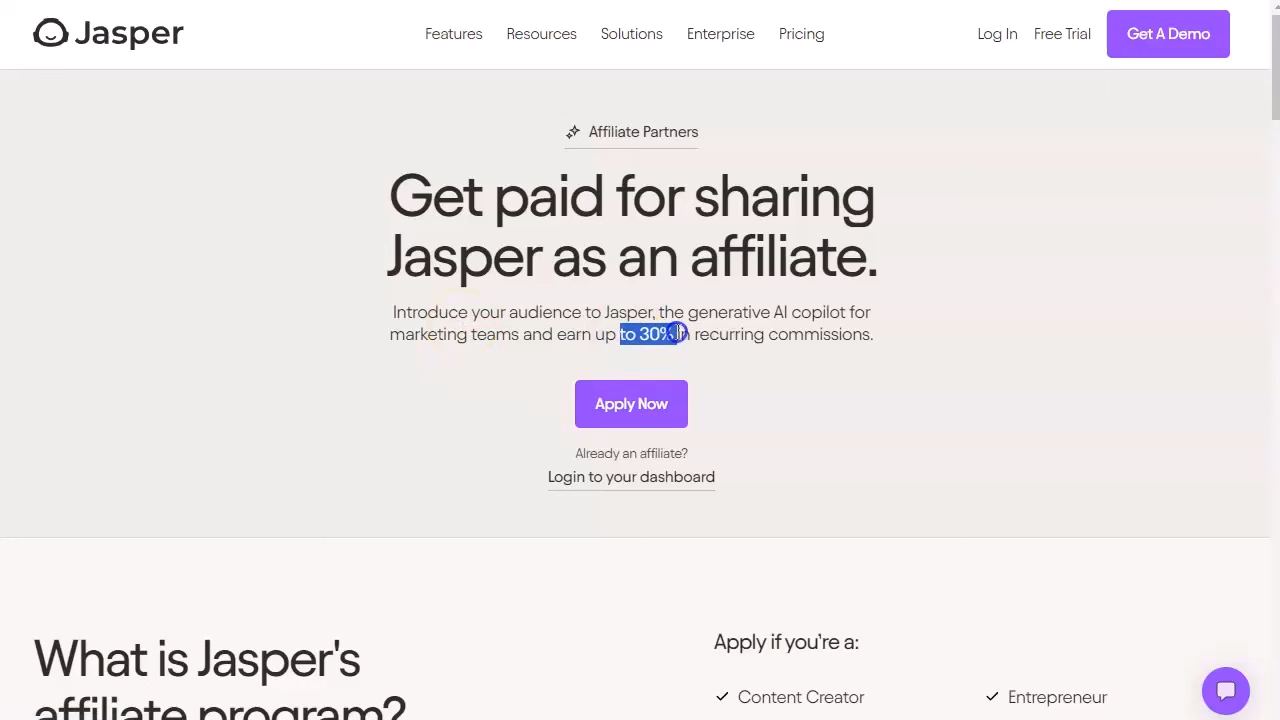 Jasper
Features Resources Solutions Enterprise Pricing
Log In Free Trial Get A Demo
Affiliate Partners
Get paid for sharing
Jasper as an affiliate.
Introduce your audience to Jasper, the generative AI copilot for
marketing teams and earn up to 30% in recurring commissions.
Apply Now
Already an affiliate?
Login to your dashboard
What is Jasper's
affiliate program?
Apply if you're a:
Content Creator
Entrepreneur